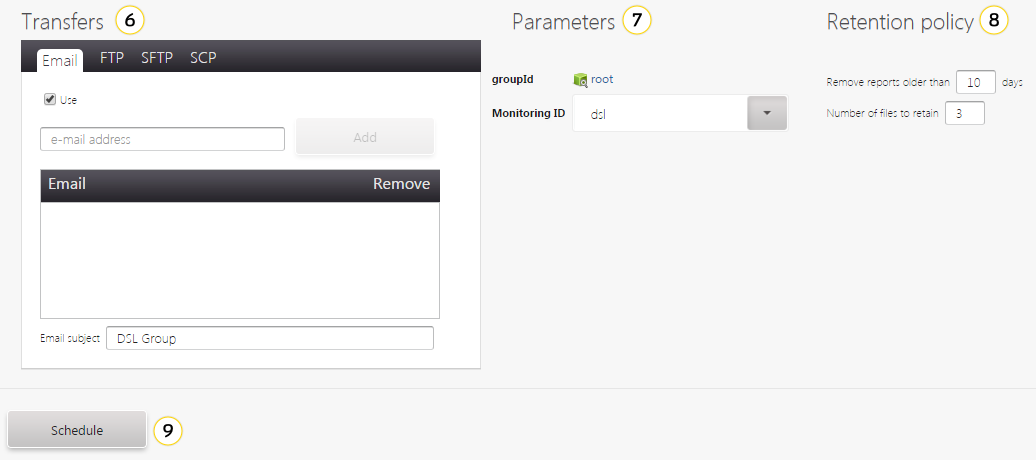 Transfers 6
Email FTP SFTP SCP
Use
e-mail address Add
Email Remove
Email subject DSL Group
Parameters 7
groupId root
Monitoring ID dsl
Retention policy 8
Remove reports older than 10 days
Number of files to retain 3
Schedule 9